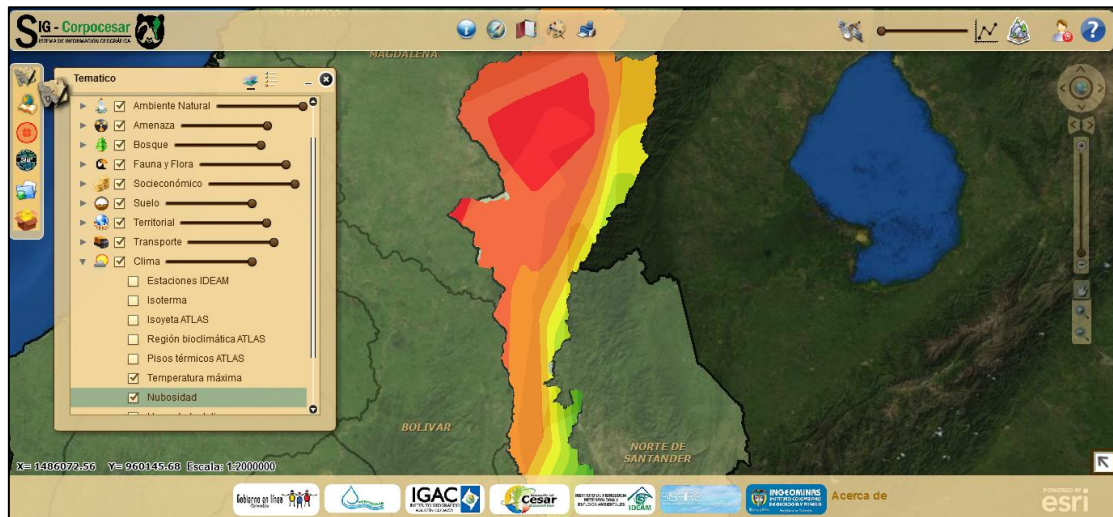 SIG - Corpocesar
SISTEMA DE INFORMACIÓN GEOGRÁFICA
ATLANTICO
MAGDALENA
Tematico
Ambiente Natural
Amenaza
Bosque
Fauna y Flora
Socieconómico
Suelo
Territorial
Transporte
Clima
Estaciones IDEAM
Isoterma
Isoyeta ATLAS
Región bioclimática ATLAS
Pisos térmicos ATLAS
Temperatura máxima
Nubosidad
BOLIVAR
NORTE DE
SANTANDER
X= 1486072.56 Y= 960145.68 Escala: 1:2000000
Gobierno en línea
IGAC
INSTITUTO GEOGRÁFICO
AGUSTÍN CODAZZI
Cesar
IDEAM
INGEOMINAS
Acerca de
POWERED BY
esri